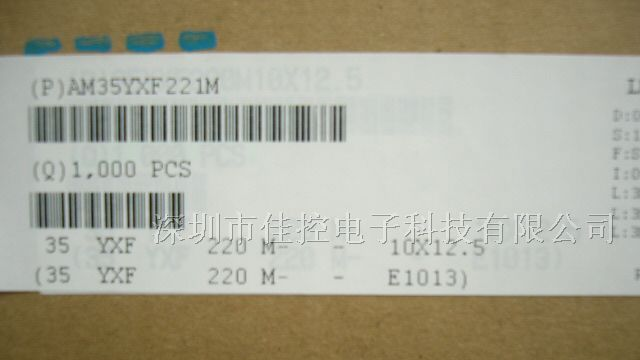 (P)AM35YXF221M
(Q)1,000 PCS
深圳市佳控电子科技有限公司
35 YXF 220 M- - 10X12.5
(35 YXF 220 M- - E1013)